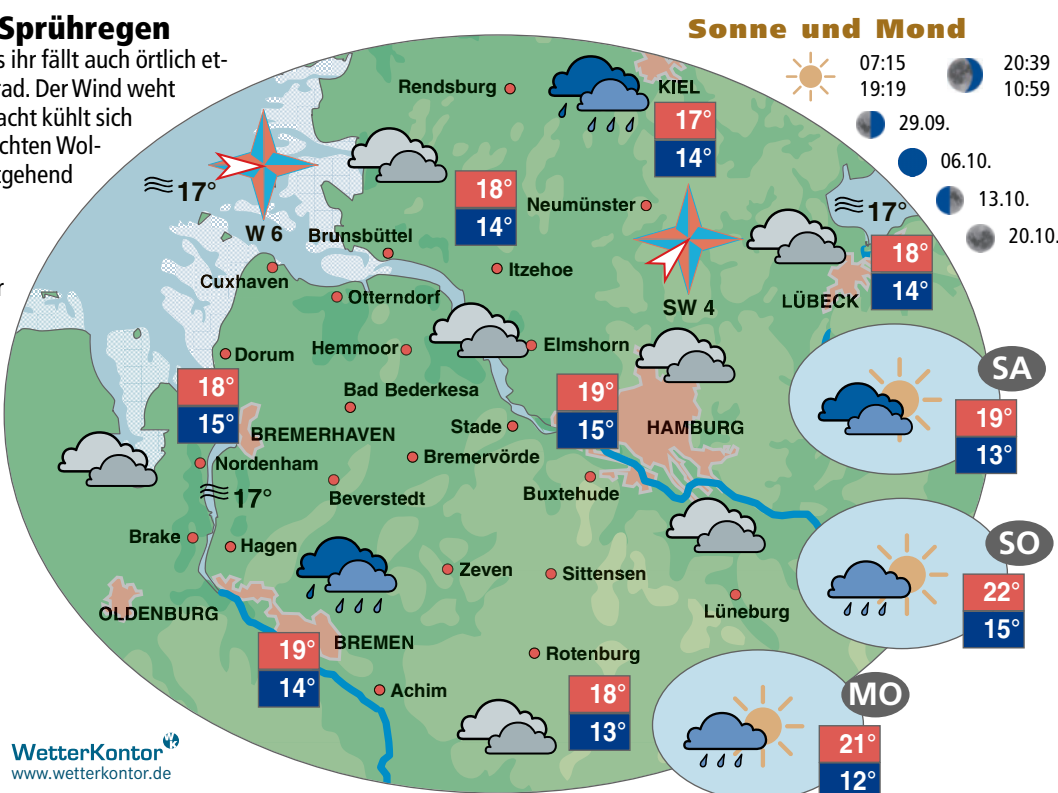 Sprühregen
s ihr fällt auch örtlich et-
rad. Der Wind weht
acht kühlt sich
chten Wol-
tgehend
r
Sonne und Mond
07:15
19:19
20:39
10:59
29.09.
06.10.
13.10.
20.10.
Rendsburg
KIEL
17°
14°
17°
W 6
18°
14°
Neumünster
17°
Brunsbüttel
Itzehoe
Cuxhaven
Otterndorf
SW 4
LÜBECK
18°
14°
Dorum
Hemmoor
Elmshorn
18°
15°
Bad Bederkesa
19°
15°
BREMERHAVEN
Stade
HAMBURG
Nordenham
Bremervörde
17°
Beverstedt
Buxtehude
Brake
Hagen
Zeven
Sittensen
Lüneburg
OLDENBURG
BREMEN
19°
14°
Rotenburg
Achim
18°
13°
SA
19°
13°
SO
22°
15°
MO
21°
12°
WetterKontor
www.wetterkontor.de